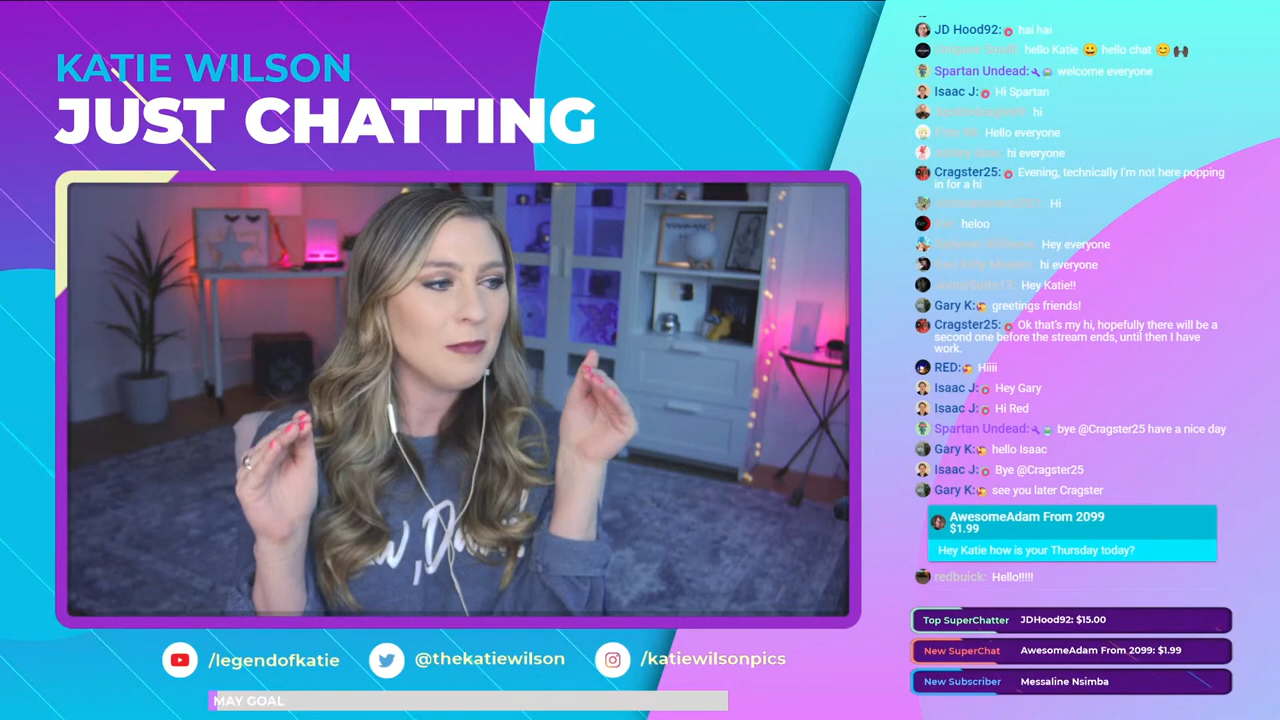 KATIE WILSON
JUST CHATTING
/legendofkatie
@thekatiewilson
/katiewilsonpics
MAY GOAL
JD Hood92: hai hai
hello Katie 😀 hello chat 😊 🙌🏿
Spartan Undead: welcome everyone
Isaac J: Hi Spartan
hi
Hello everyone
hi everyone
Cragster25: Evening, technically I'm not here popping
in for a hi
Hi
heloo
Hey everyone
hi everyone
Hey Katie!!
Gary K: greetings friends!
Cragster25: Ok that's my hi, hopefully there will be a
second one before the stream ends, until then I have
work.
RED: Hiiii
Isaac J: Hey Gary
Isaac J: Hi Red
Spartan Undead: bye @Cragster25 have a nice day
Gary K: hello Isaac
Isaac J: Bye @Cragster25
Gary K: see you later Cragster
AwesomeAdam From 2099
$1.99
Hey Katie how is your Thursday today?
redbuick: Hello!!!!!
Top SuperChatter JDHood92: $15.00
New SuperChat AwesomeAdam From 2099: $1.99
New Subscriber Messaline Nsimba